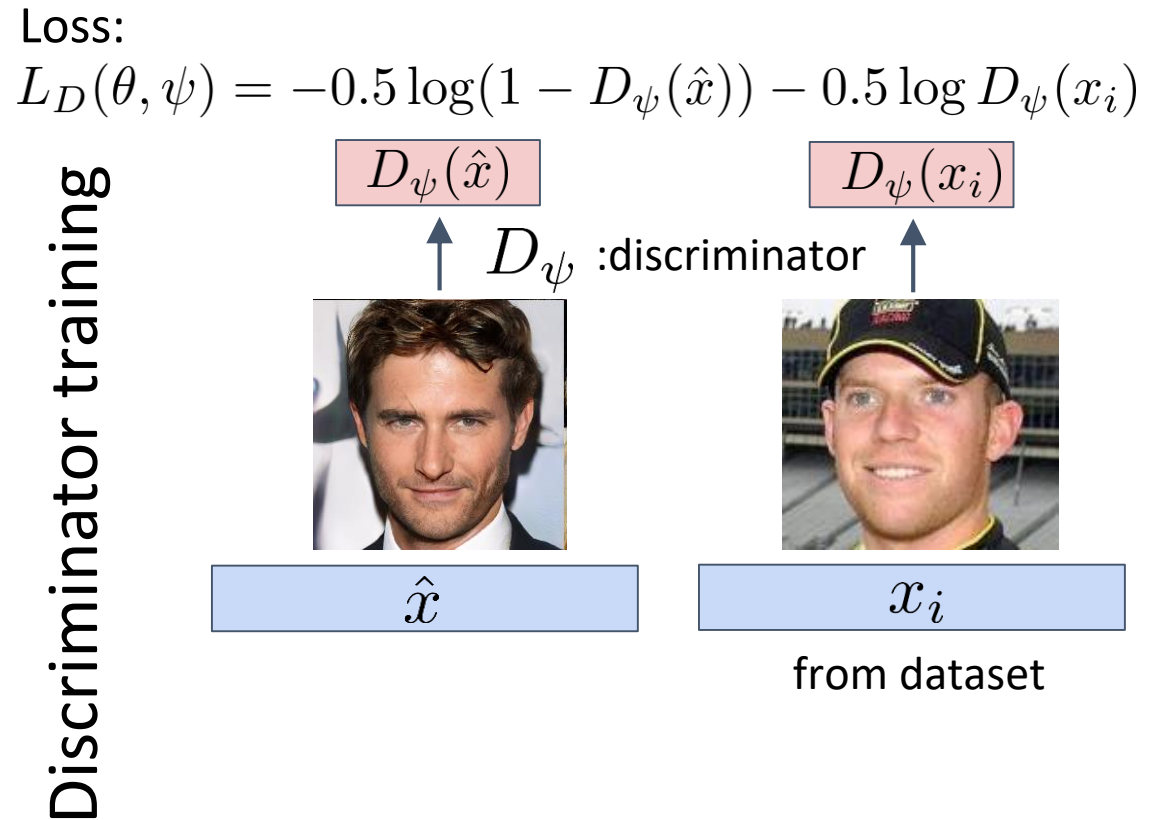 Loss:
L_D(θ, ψ) = −0.5 log(1 − D_ψ(x̂)) − 0.5 log D_ψ(x_i)
D_ψ(x̂)
D_ψ(x_i)
D_ψ :discriminator
RACING
x̂
x_i
from dataset
Discriminator training